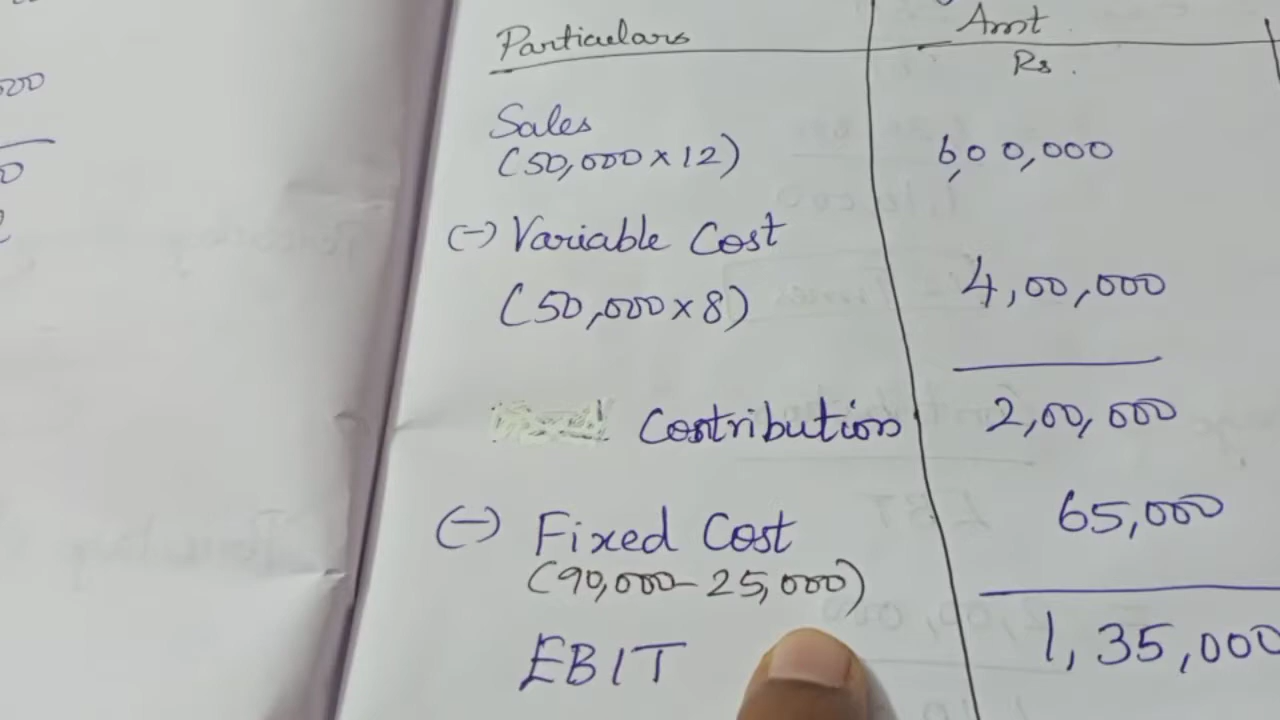 Particulars Amt
Rs.
Sales
(50,000 x 12) 6,00,000
(-) Variable Cost
(50,000 x 8) 4,00,000
Contribution 2,00,000
(-) Fixed Cost 65,000
(90,000 - 25,000)
EBIT 1,35,000